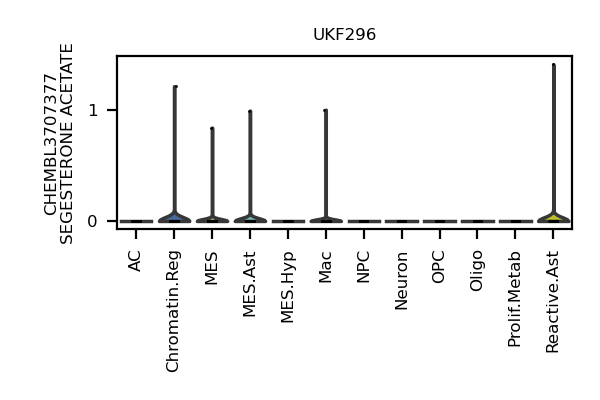 UKF296
CHEMBL3707377
SEGESTERONE ACETATE
1
0
AC
Chromatin.Reg
MES
MES.Ast
MES.Hyp
Mac
NPC
Neuron
OPC
Oligo
Prolif.Metab
Reactive.Ast